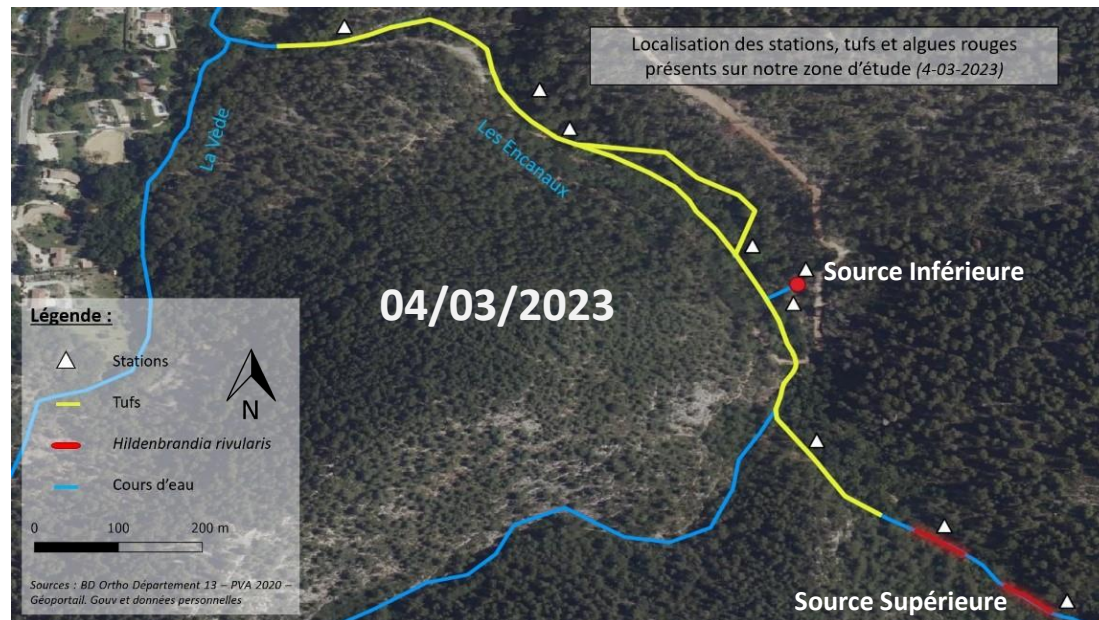 Localisation des stations, tufs et algues rouges
présents sur notre zone d'étude (4-03-2023)
La Vède
Les Encanaux
Source Inférieure
04/03/2023
Légende :
Stations
Tufs
Hildenbrandia rivularis
Cours d'eau
N
0 100 200 m
Sources : BD Ortho Département 13 – PVA 2020 –
Géoportail. Gouv et données personnelles
Source Supérieure